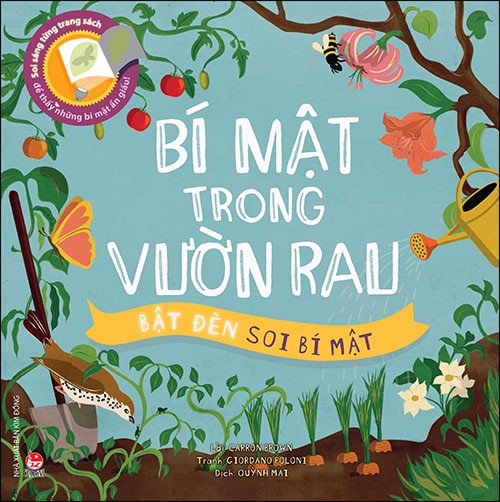 Soi sáng từng trang sách
để thấy những bí mật ẩn giấu!
BÍ MẬT
TRONG
VƯỜN RAU
BẬT ĐÈN SOI BÍ MẬT
Lời: CARRON BROWN
Tranh: GIORDANO POLONI
Dịch: QUỲNH MAI
NHÀ XUẤT BẢN KIM ĐỒNG